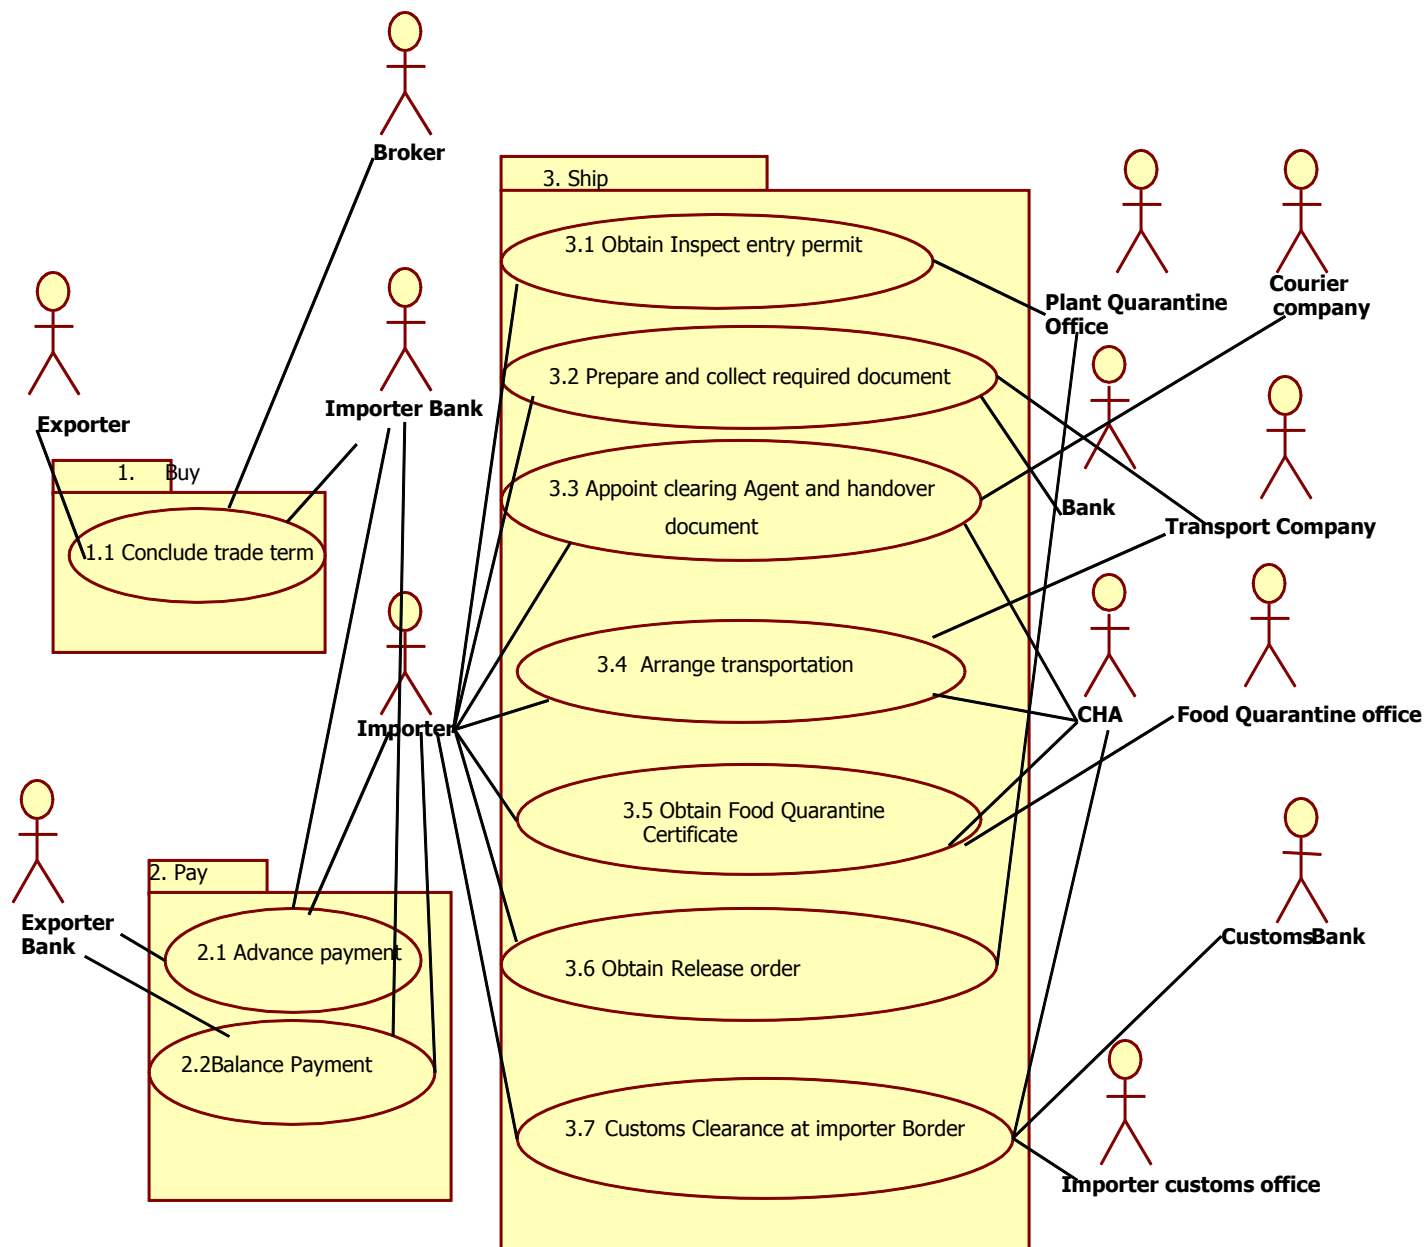 Broker
3. Ship
3.1 Obtain Inspect entry permit
Courier
company
Plant Quarantine
Office
3.2 Prepare and collect required document
Importer Bank
Exporter
1. Buy
3.3 Appoint clearing Agent and handover
document
Bank
Transport Company
1.1 Conclude trade term
3.4 Arrange transportation
Importer
CHA
Food Quarantine office
3.5 Obtain Food Quarantine
Certificate
2. Pay
Exporter
Bank
2.1 Advance payment
CustomsBank
3.6 Obtain Release order
2.2Balance Payment
3.7 Customs Clearance at importer Border
Importer customs office